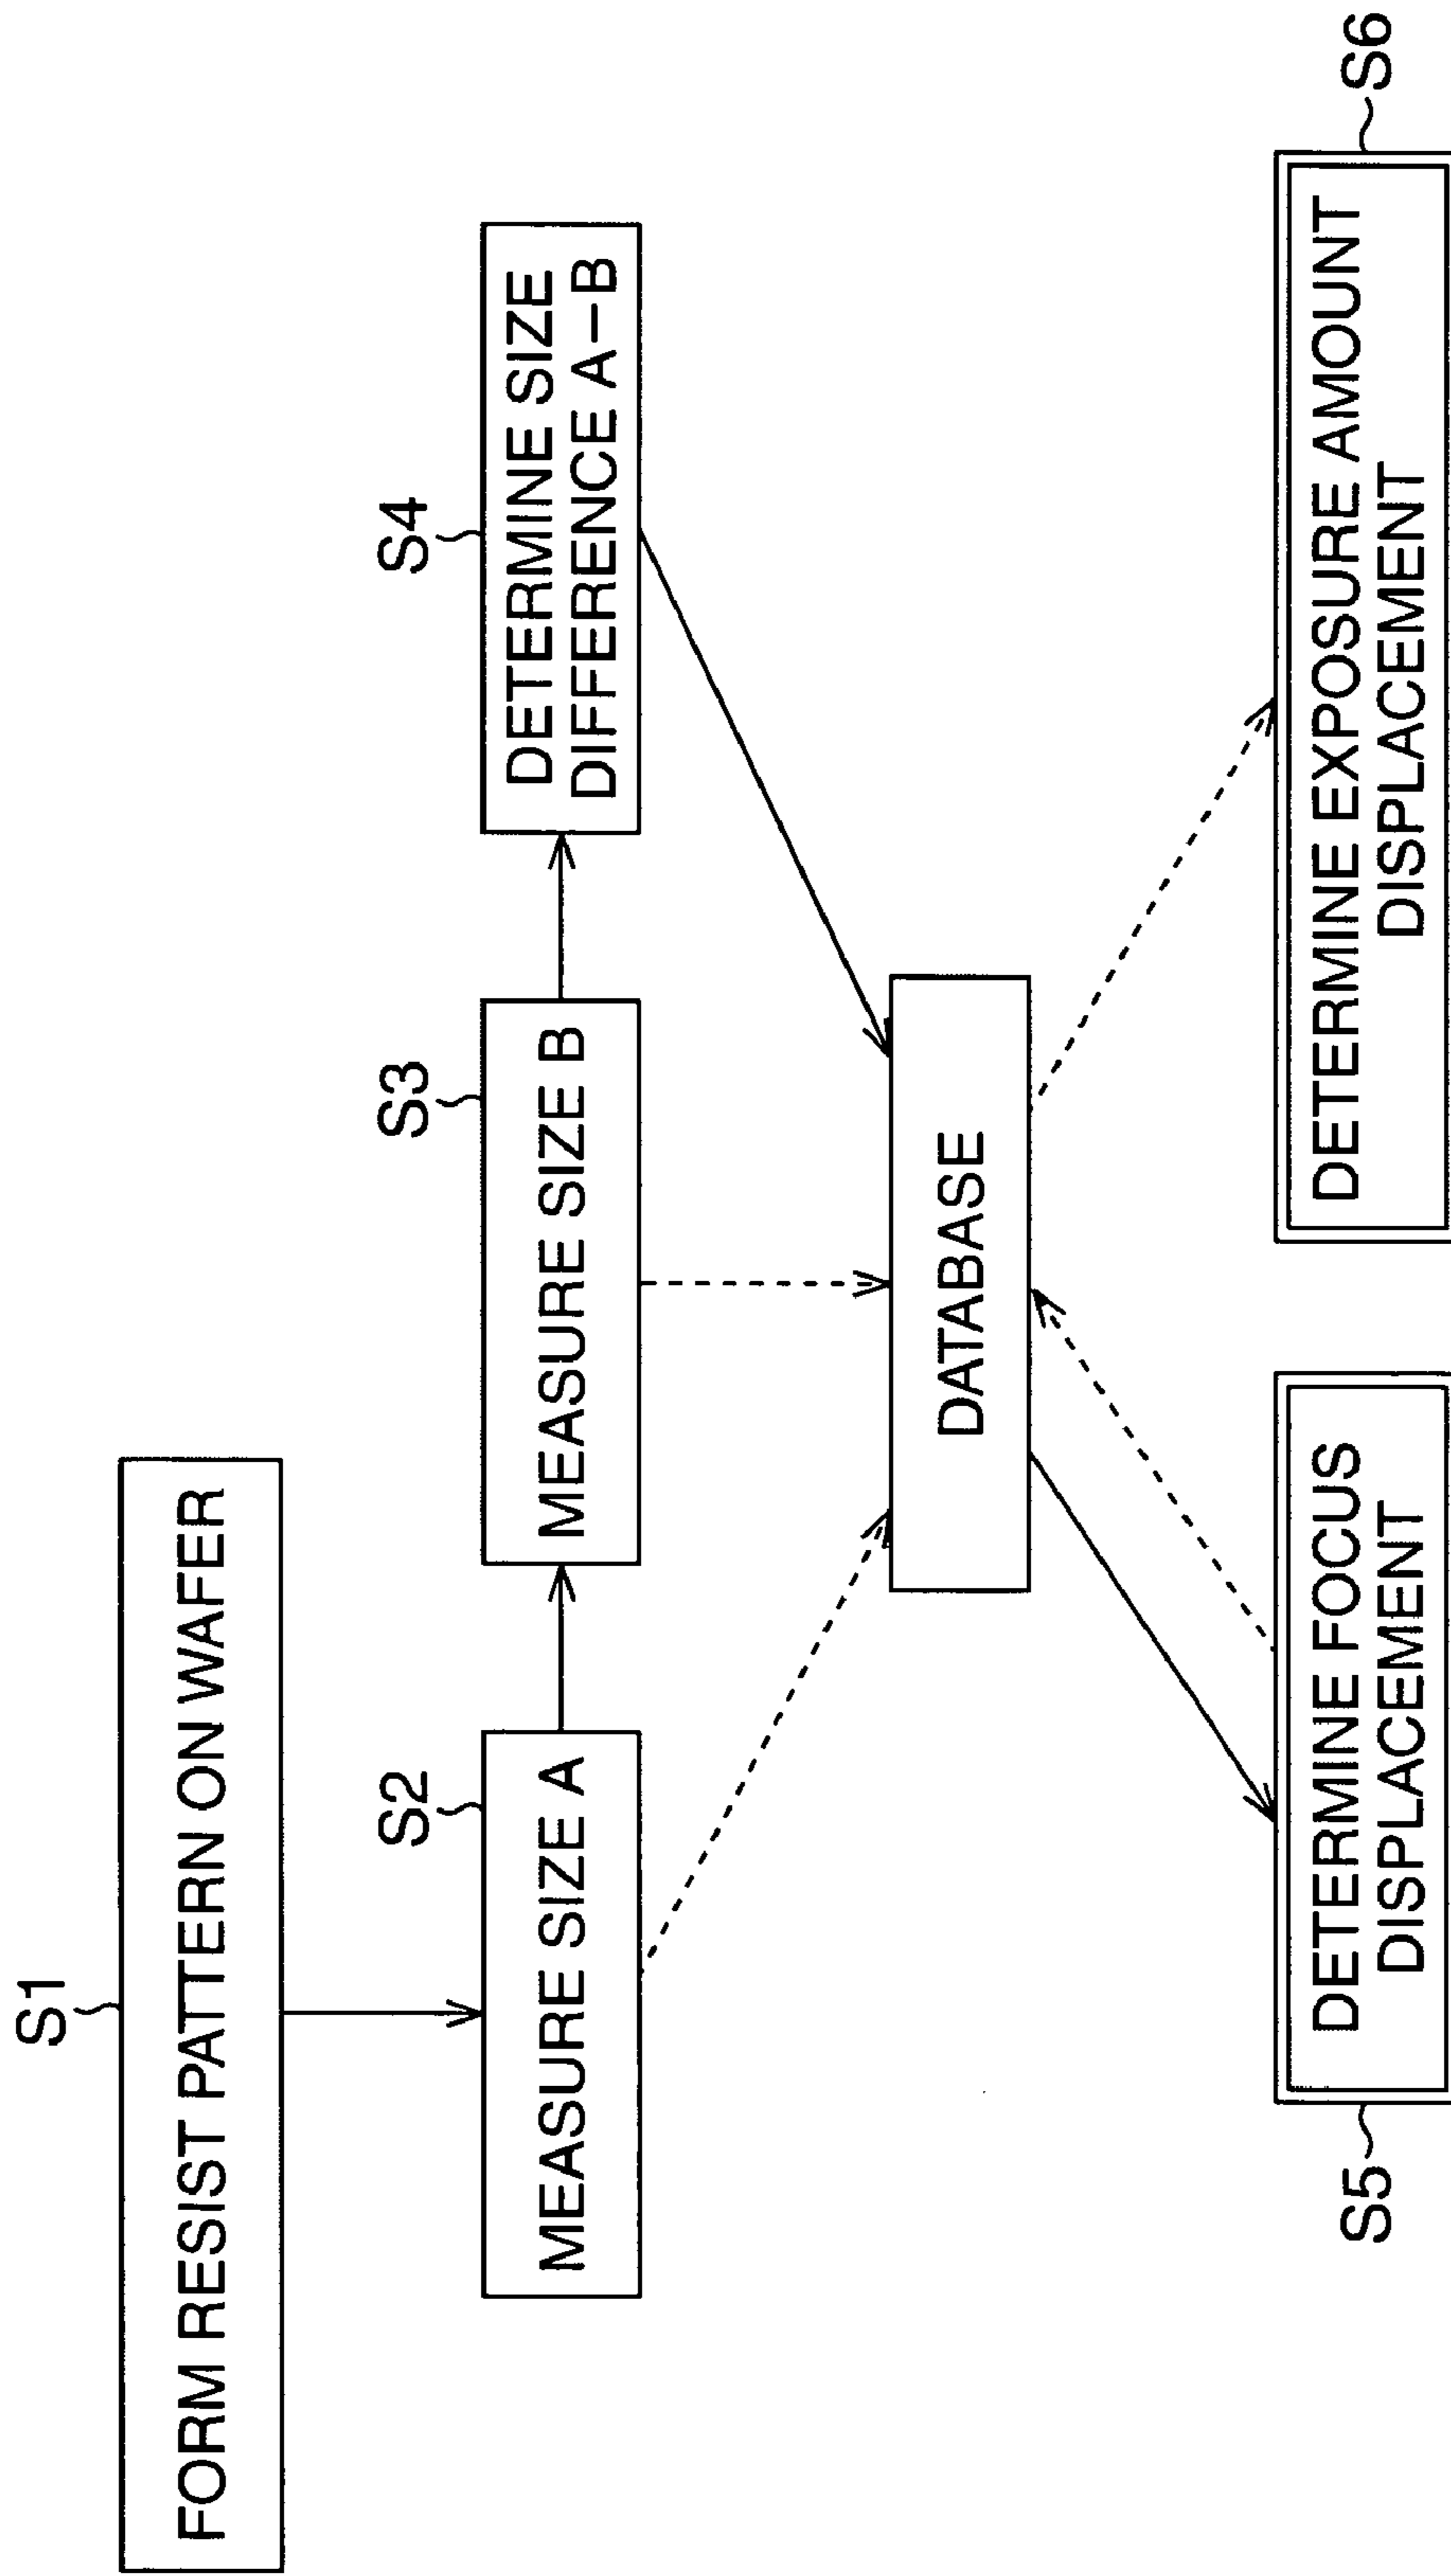 S1
FORM RESIST PATTERN ON WAFER
S2
MEASURE SIZE A
S3
MEASURE SIZE B
S4
DETERMINE SIZE
DIFFERENCE A-B
DATABASE
S5
DETERMINE FOCUS
DISPLACEMENT
S6
DETERMINE EXPOSURE AMOUNT
DISPLACEMENT